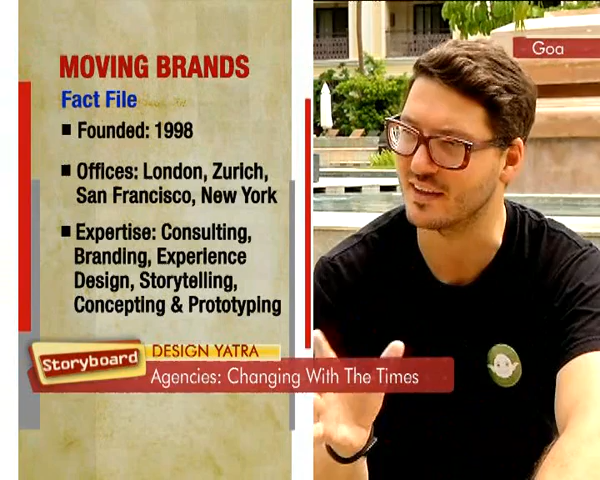 MOVING BRANDS
Fact File
Founded: 1998
Offices: London, Zurich,
San Francisco, New York
Expertise: Consulting,
Branding, Experience
Design, Storytelling,
Concepting & Prototyping
Goa
Storyboard
DESIGN YATRA
Agencies: Changing With The Times